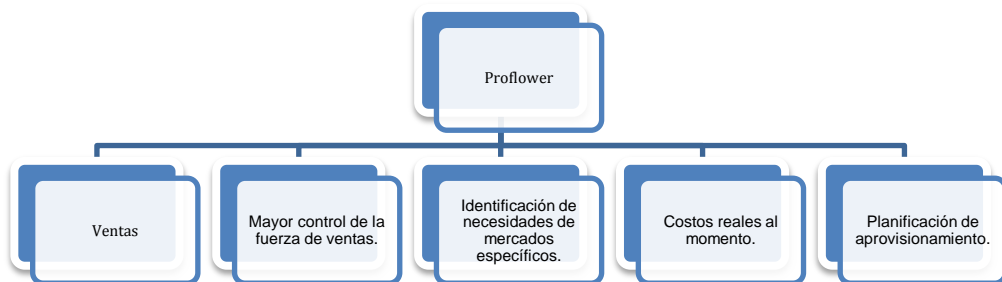 Proflower
Ventas
Mayor control de la
fuerza de ventas.
Identificación de
necesidades de
mercados
específicos.
Costos reales al
momento.
Planificación de
aprovisionamiento.